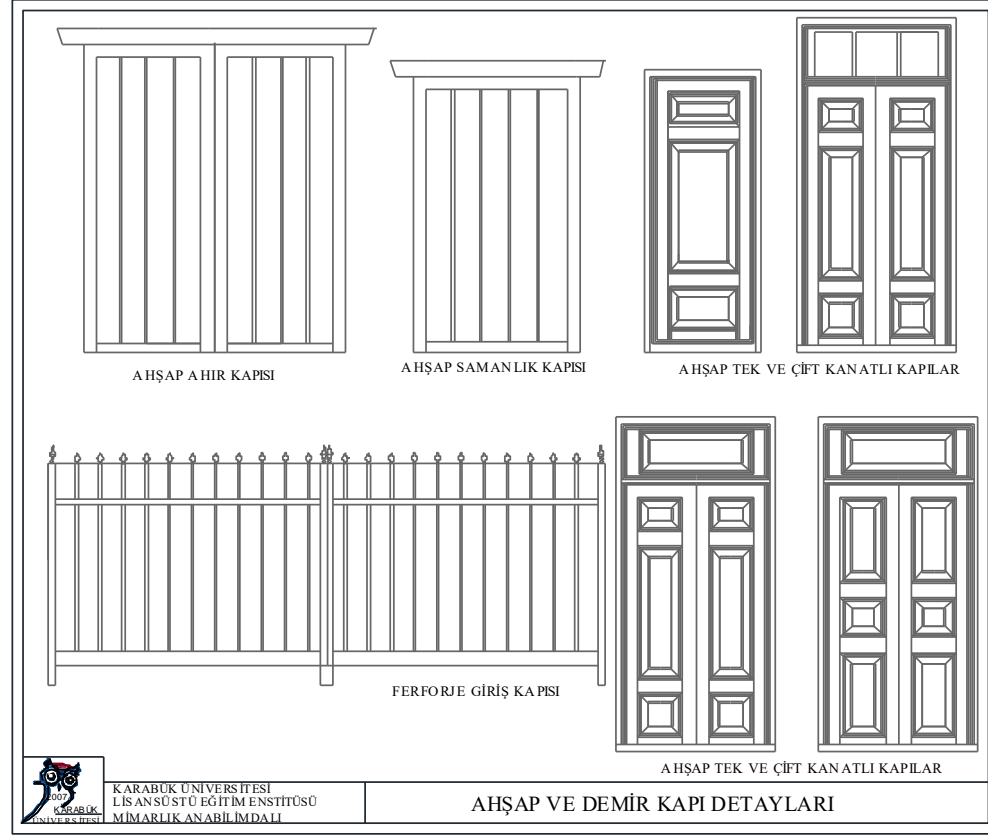 AHŞAP AHIR KAPISI
AHŞAP SAMANLIK KAPISI
AHŞAP TEK VE ÇİFT KANATLI KAPILAR
FERFORJE GİRİŞ KAPISI
AHŞAP TEK VE ÇİFT KANATLI KAPILAR
2007
KARABÜK
ÜNİVERSİTESİ
KARABÜK ÜNİVERSİTESİ
LİSANSÜSTÜ EĞİTİM ENSTİTÜSÜ
MİMARLIK ANABİLİM DALI
AHŞAP VE DEMİR KAPI DETAYLARI